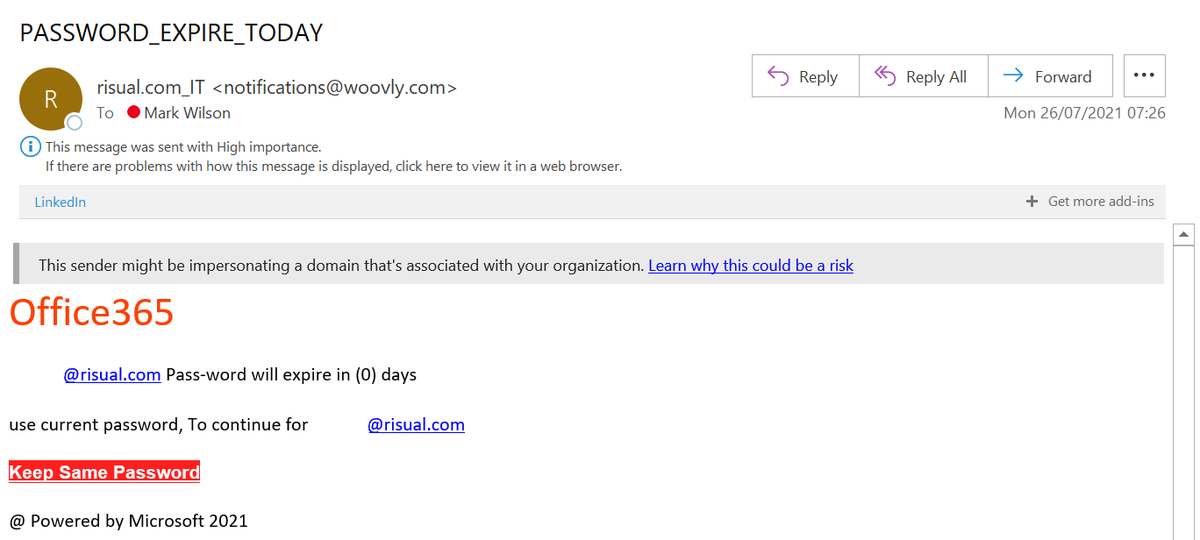 PASSWORD_EXPIRE_TODAY
R
risual.com_IT <notifications@woovly.com>
To Mark Wilson
Reply
Reply All
Forward
Mon 26/07/2021 07:26
This message was sent with High importance.
If there are problems with how this message is displayed, click here to view it in a web browser.
LinkedIn
+ Get more add-ins
This sender might be impersonating a domain that's associated with your organization. Learn why this could be a risk
Office365
@risual.com Pass-word will expire in (0) days
use current password, To continue for @risual.com
Keep Same Password
@ Powered by Microsoft 2021